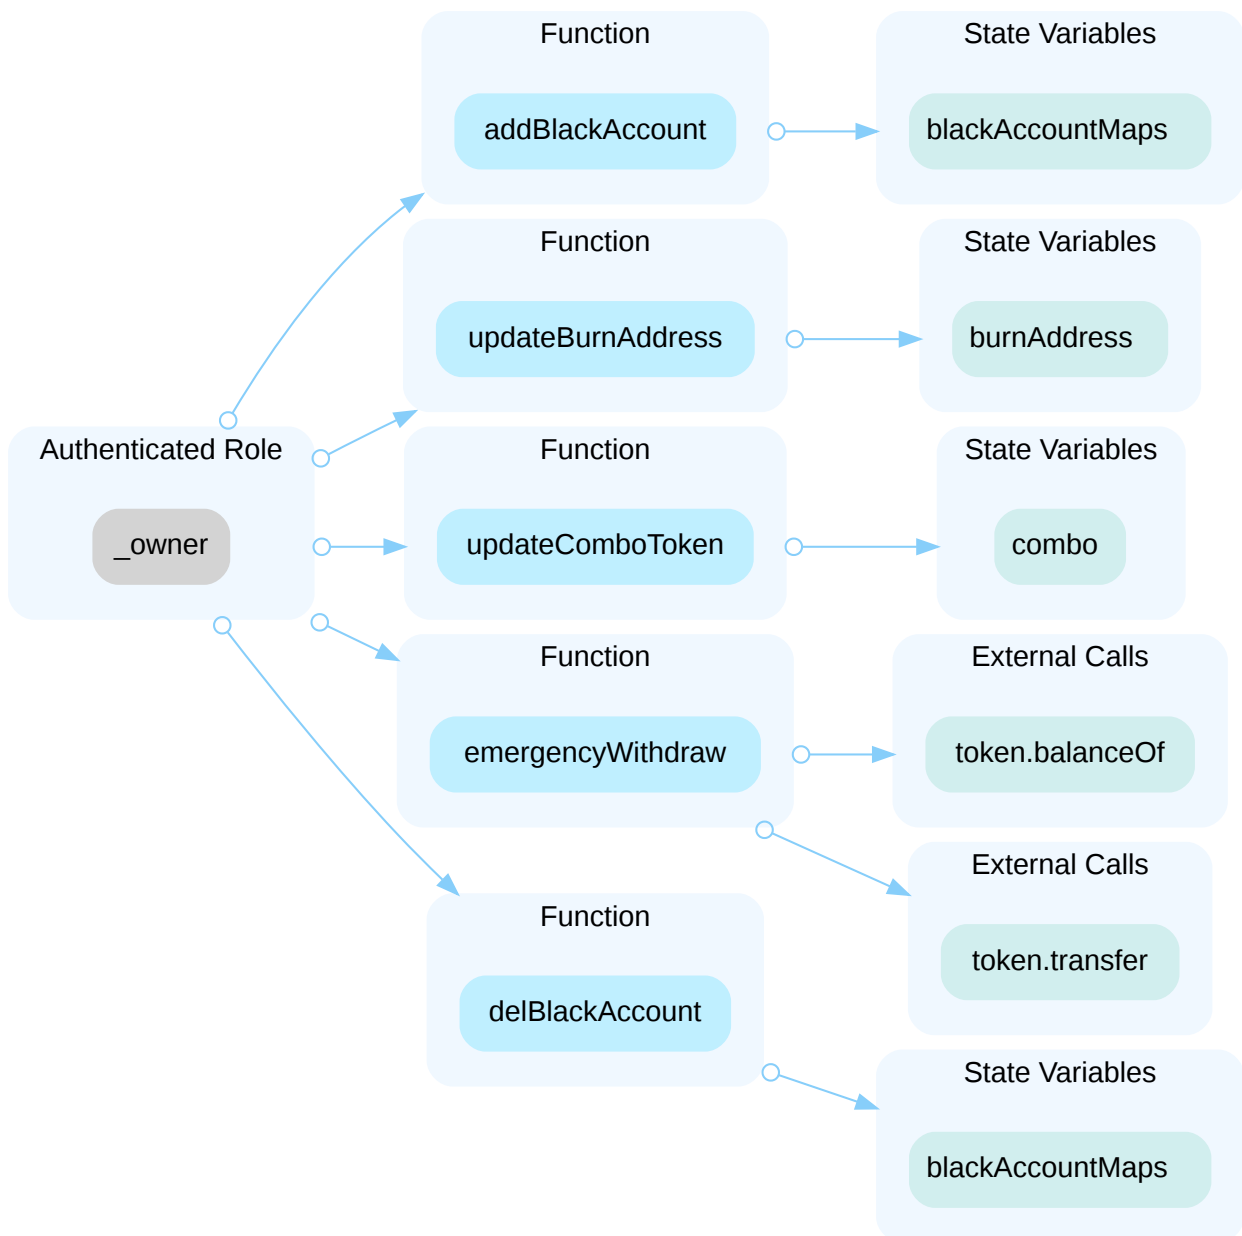 Function
addBlackAccount
State Variables
blackAccountMaps
Function
updateBurnAddress
State Variables
burnAddress
Authenticated Role
_owner
Function
updateComboToken
State Variables
combo
Function
emergencyWithdraw
External Calls
token.balanceOf
External Calls
token.transfer
Function
delBlackAccount
State Variables
blackAccountMaps